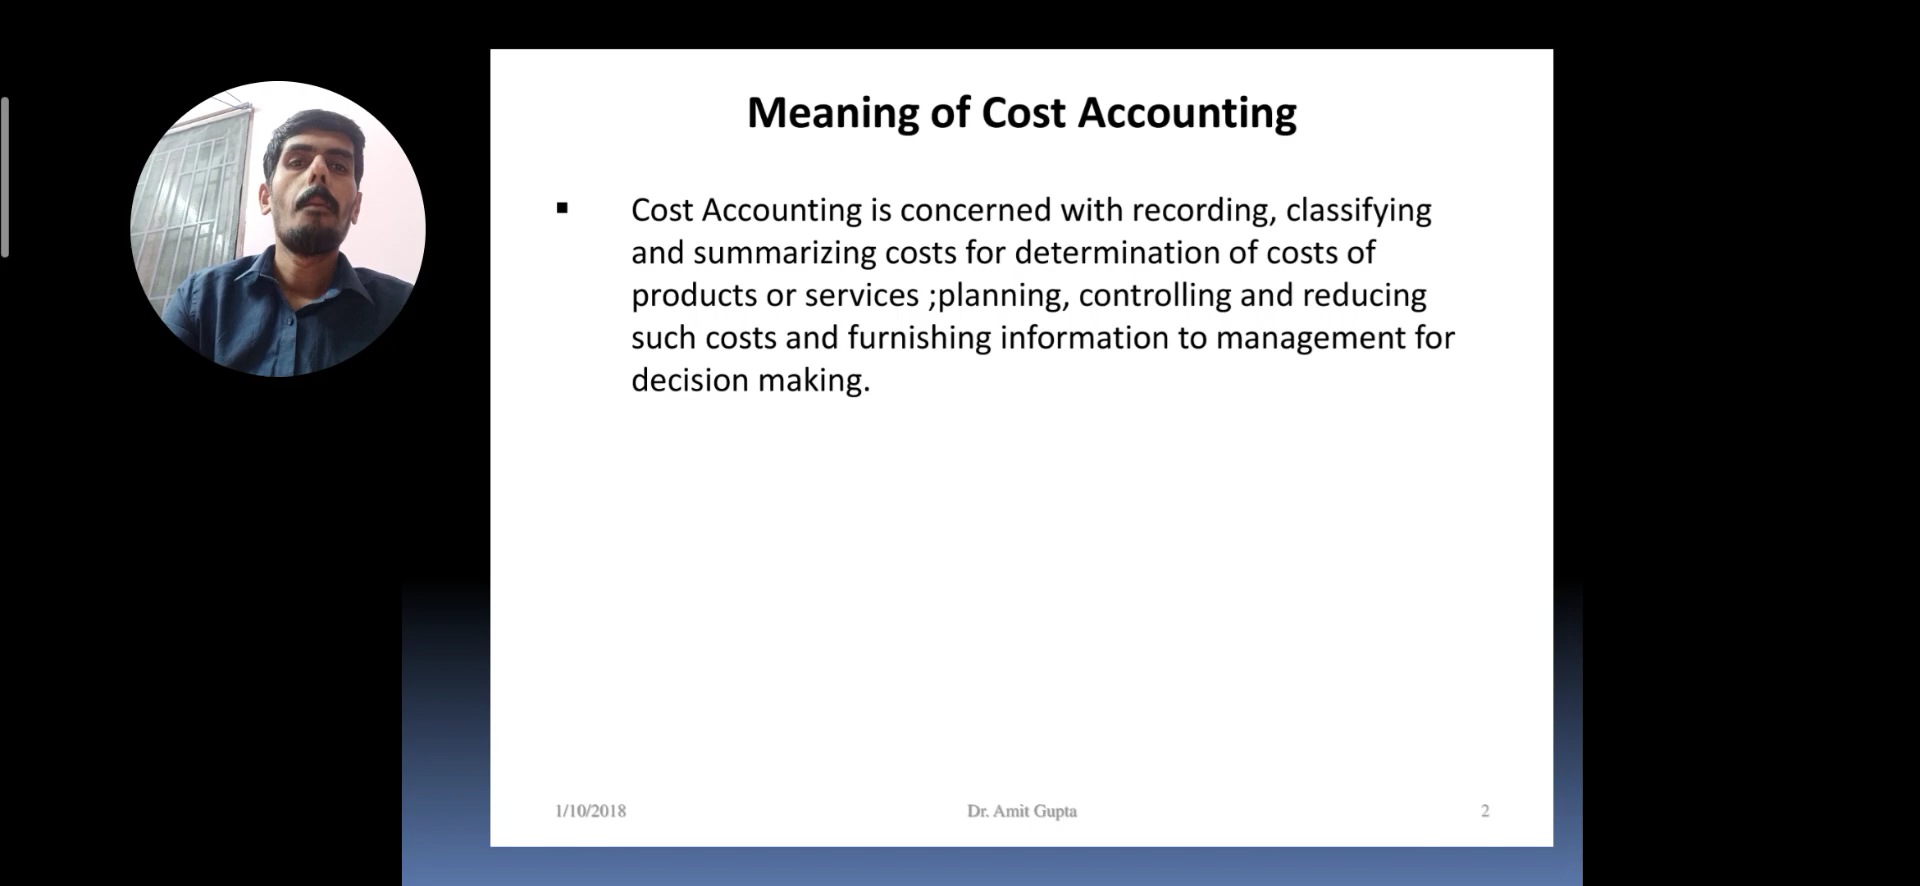 Meaning of Cost Accounting
▪ Cost Accounting is concerned with recording, classifying
and summarizing costs for determination of costs of
products or services ;planning, controlling and reducing
such costs and furnishing information to management for
decision making.
1/10/2018 Dr. Amit Gupta 2